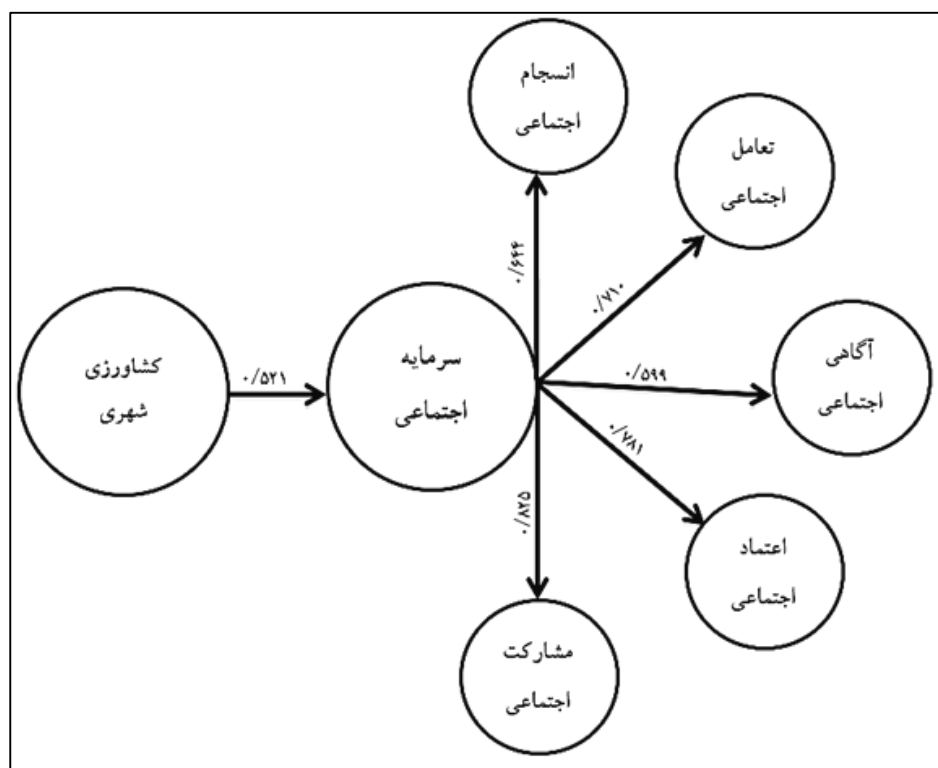 انسجام
اجتماعی
تعامل
اجتماعی
۰/۶۴۴
۰/۷۱۰
کشاورزی
شهری
۰/۵۲۱
سرمایه
اجتماعی
۰/۵۹۹
آگاهی
اجتماعی
۰/۷۸۱
۰/۸۲۵
اعتماد
اجتماعی
مشارکت
اجتماعی